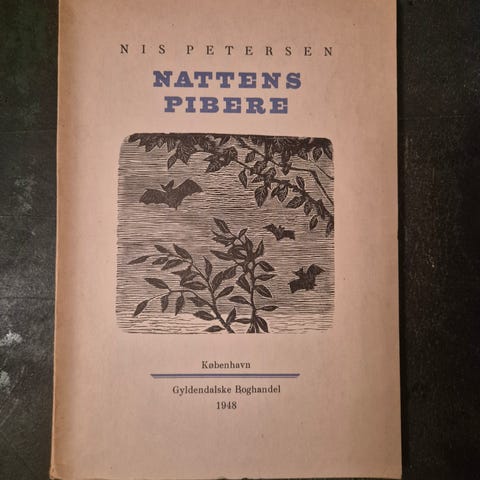 NIS PETERSEN
NATTENS
PIBERE
København
Gyldendalske Boghandel
1948